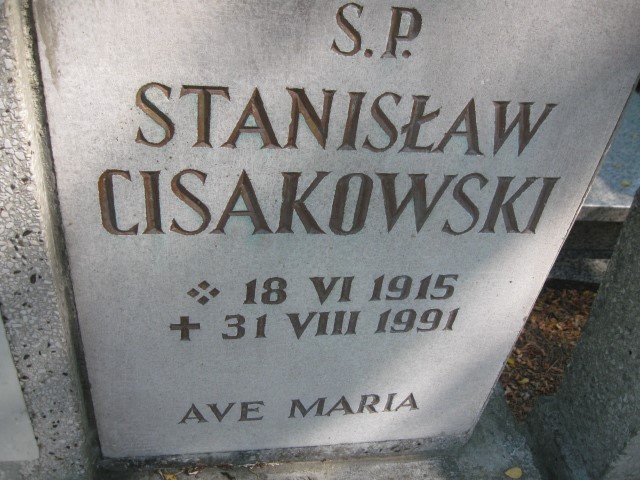 S.P.
STANISŁAW
CISAKOWSKI
18 VI 1915
31 VIII 1991
AVE MARIA